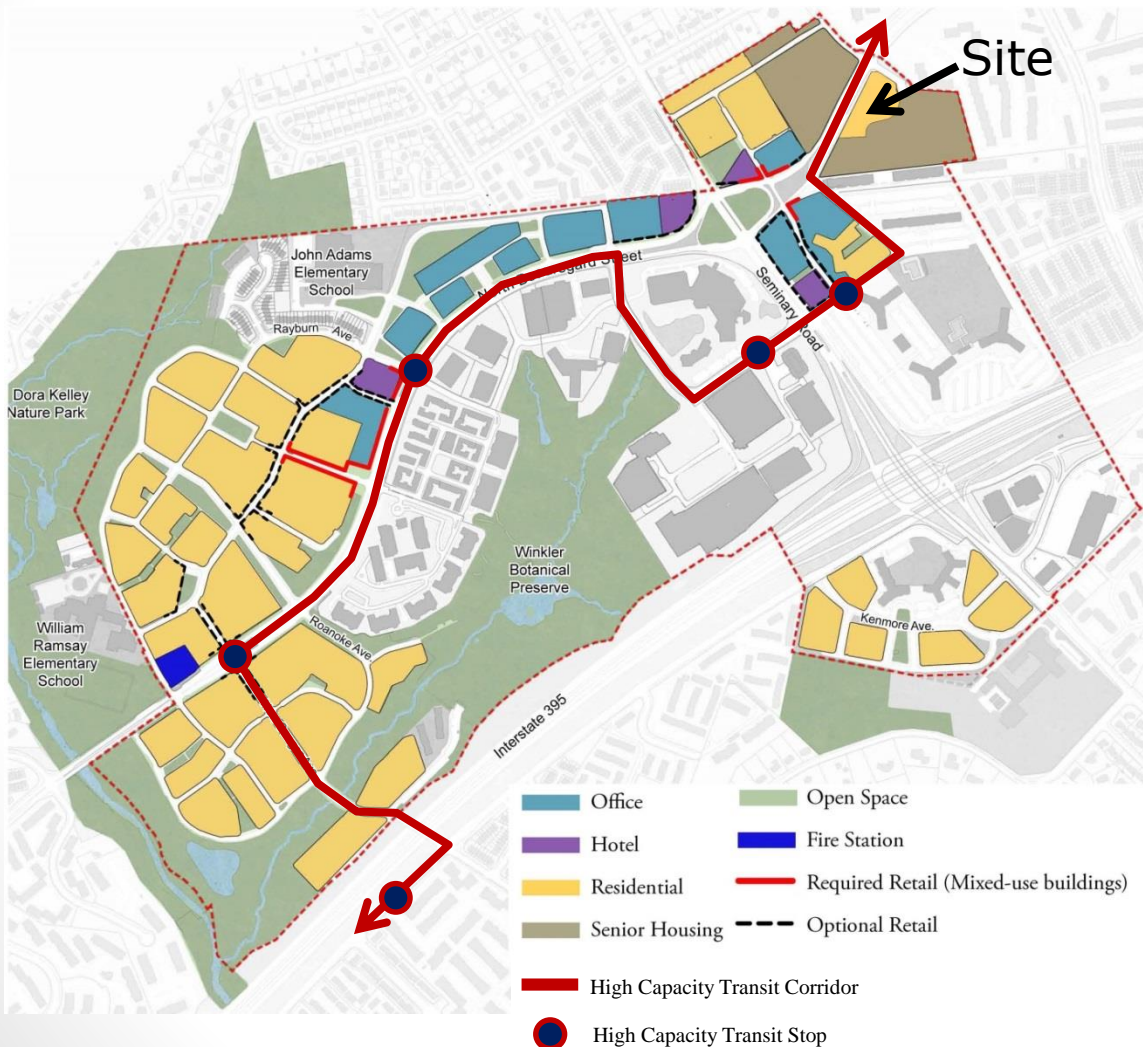 Site
John Adams
Elementary
School
Rayburn Ave
North Beauregard Street
Seminary Road
Dora Kelley
Nature Park
Winkler
Botanical
Preserve
William
Ramsay
Elementary
School
Roanoke Ave.
Kenmore Ave.
Interstate 395
Office
Hotel
Residential
Senior Housing
Open Space
Fire Station
Required Retail (Mixed-use buildings)
Optional Retail
High Capacity Transit Corridor
High Capacity Transit Stop